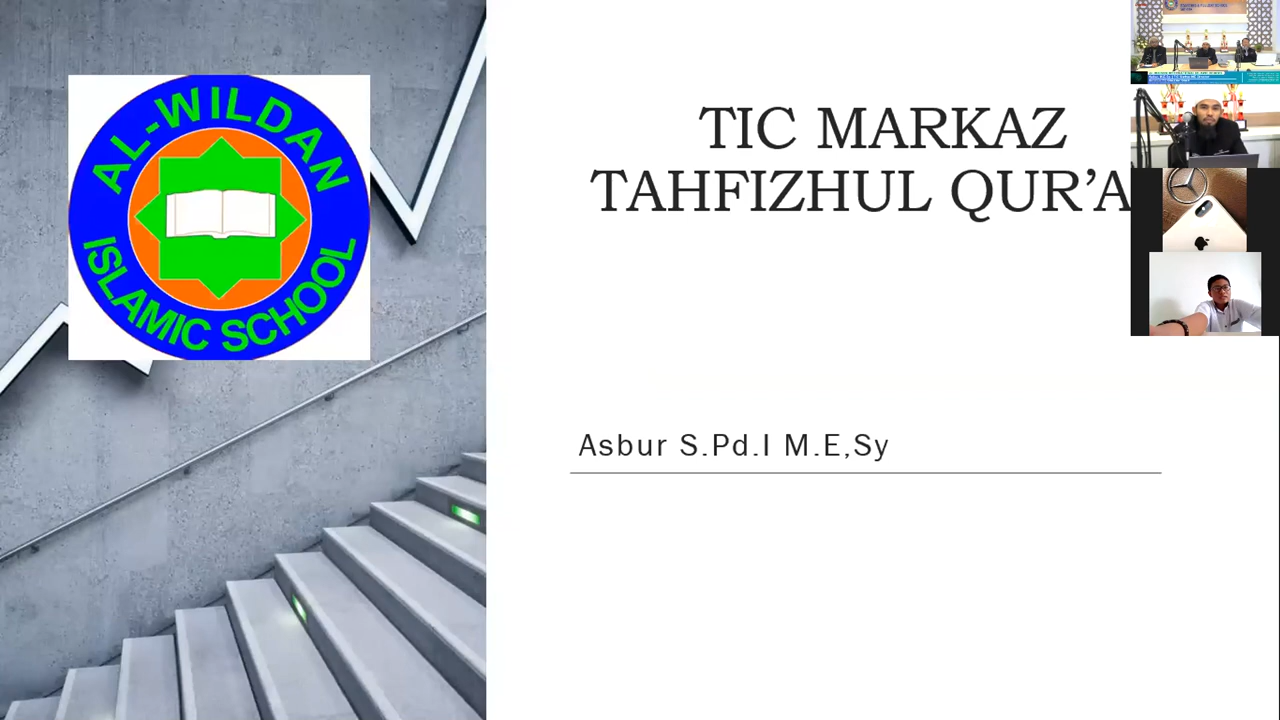 AL-WILDAN
ISLAMIC SCHOOL
TIC MARKAZ
TAHFIZHUL QUR’A
Asbur S.Pd.I M.E,Sy